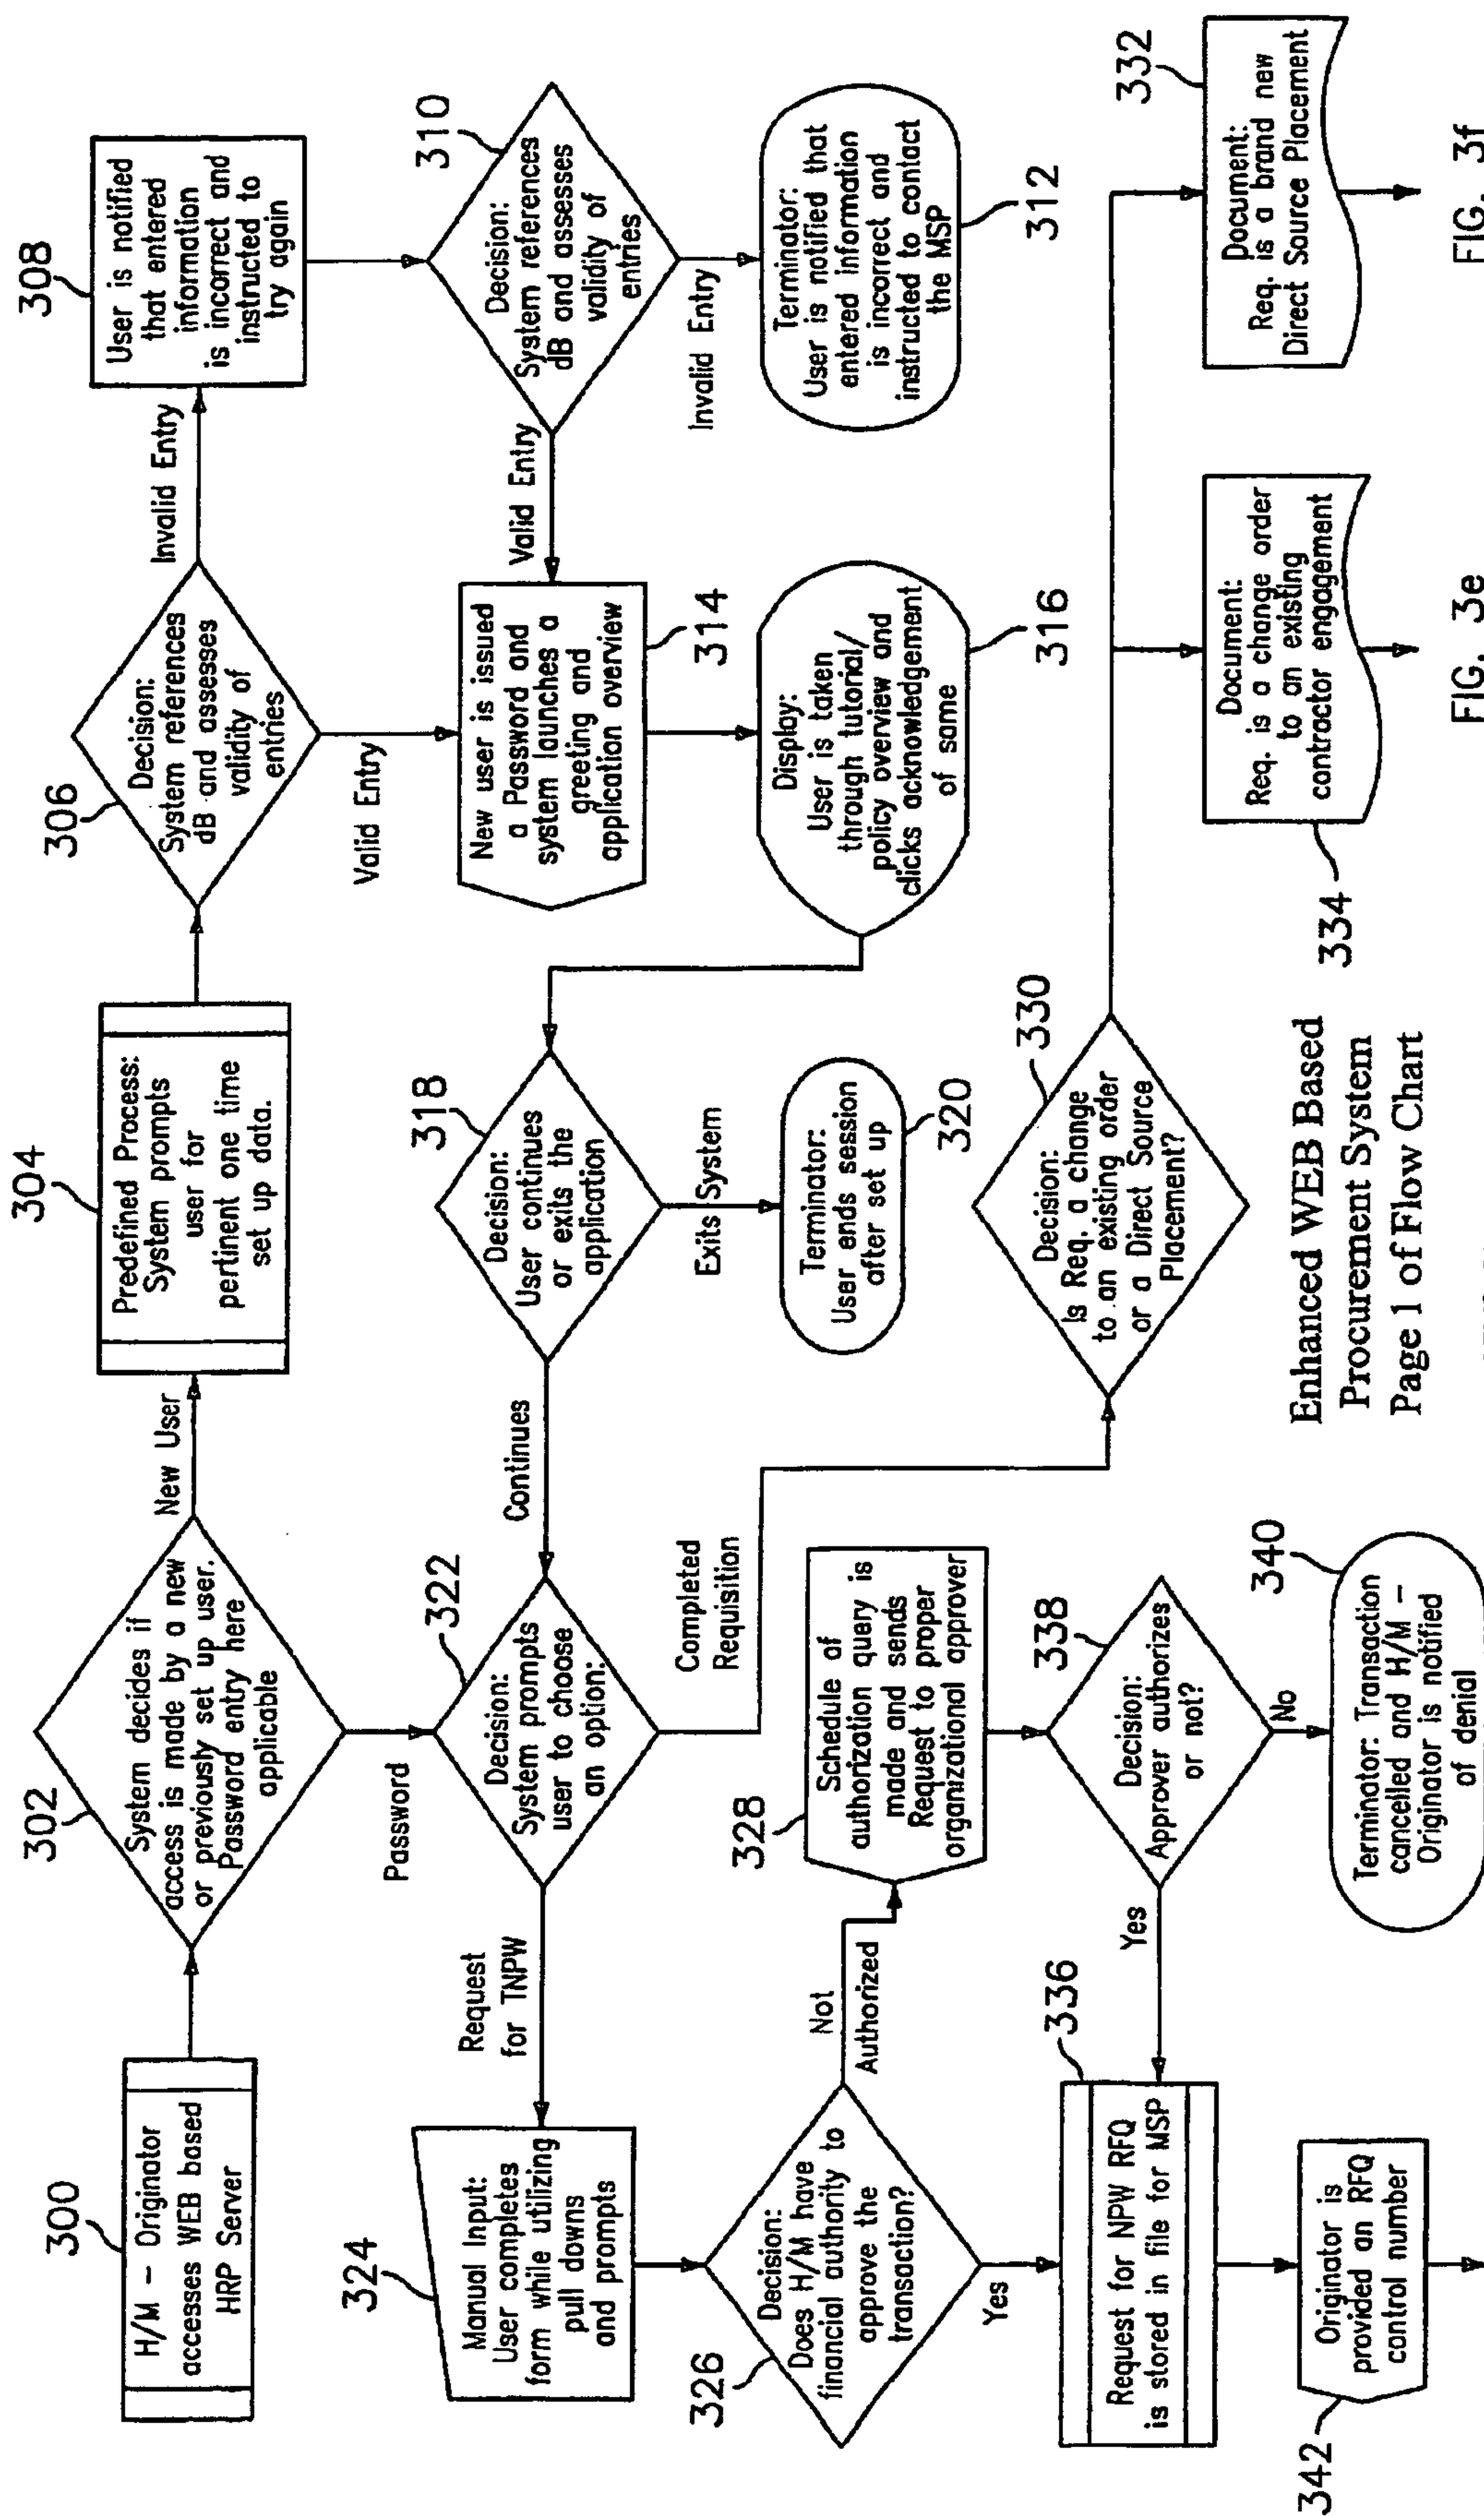 300
H/M – Originator
accesses WEB based
HRP Server
302
System decides if
access is made by a new
or previously set up user.
Password entry here
applicable
New User
Password
304
Predefined Process:
System prompts
user for
pertinent one time
set up data.
306
Decision:
System references
dB and assesses
validity of
entries
Invalid Entry
Valid Entry
308
User is notified
that entered
information
is incorrect and
instructed to
try again
310
Decision:
System references
dB and assesses
validity of
entries
Valid Entry
Invalid Entry
Terminator:
User is notified that
entered information
is incorrect and
instructed to contact
the MSP
312
New user is issued
a Password and
system launches a
greeting and
application overview
314
Display:
User is taken
through tutorial/
policy overview and
clicks acknowledgement
of same
316
318
Decision:
User continues
or exits the
application
Continues
Exits System
Terminator:
User ends session
after set up
320
322
Decision:
System prompts
user to choose
an option:
Request
for TNPW
Completed
Requisition
324
Manual Input:
User completes
form while utilizing
pull downs
and prompts
326
Decision:
Does H/M have
financial authority to
approve the
transaction?
Not
Authorized
Yes
328
Schedule of
authorization query is
made and sends
Request to proper
organizational approver
330
Decision:
Is Req. a change
to an existing order
or a Direct Source
Placement?
332
Document:
Req. is a brand new
Direct Source Placement
FIG. 3f
334
Document:
Req. is a change order
to an existing
contractor engagement
FIG. 3e
336
Request for NPW RFQ
is stored in file for MSP
338
Decision:
Approver authorizes
or not?
Yes
No
340
Terminator: Transaction
cancelled and H/M –
Originator is notified
of denial
342
Originator is
provided an RFQ
control number
Enhanced WEB Based
Procurement System
Page 1 of Flow Chart